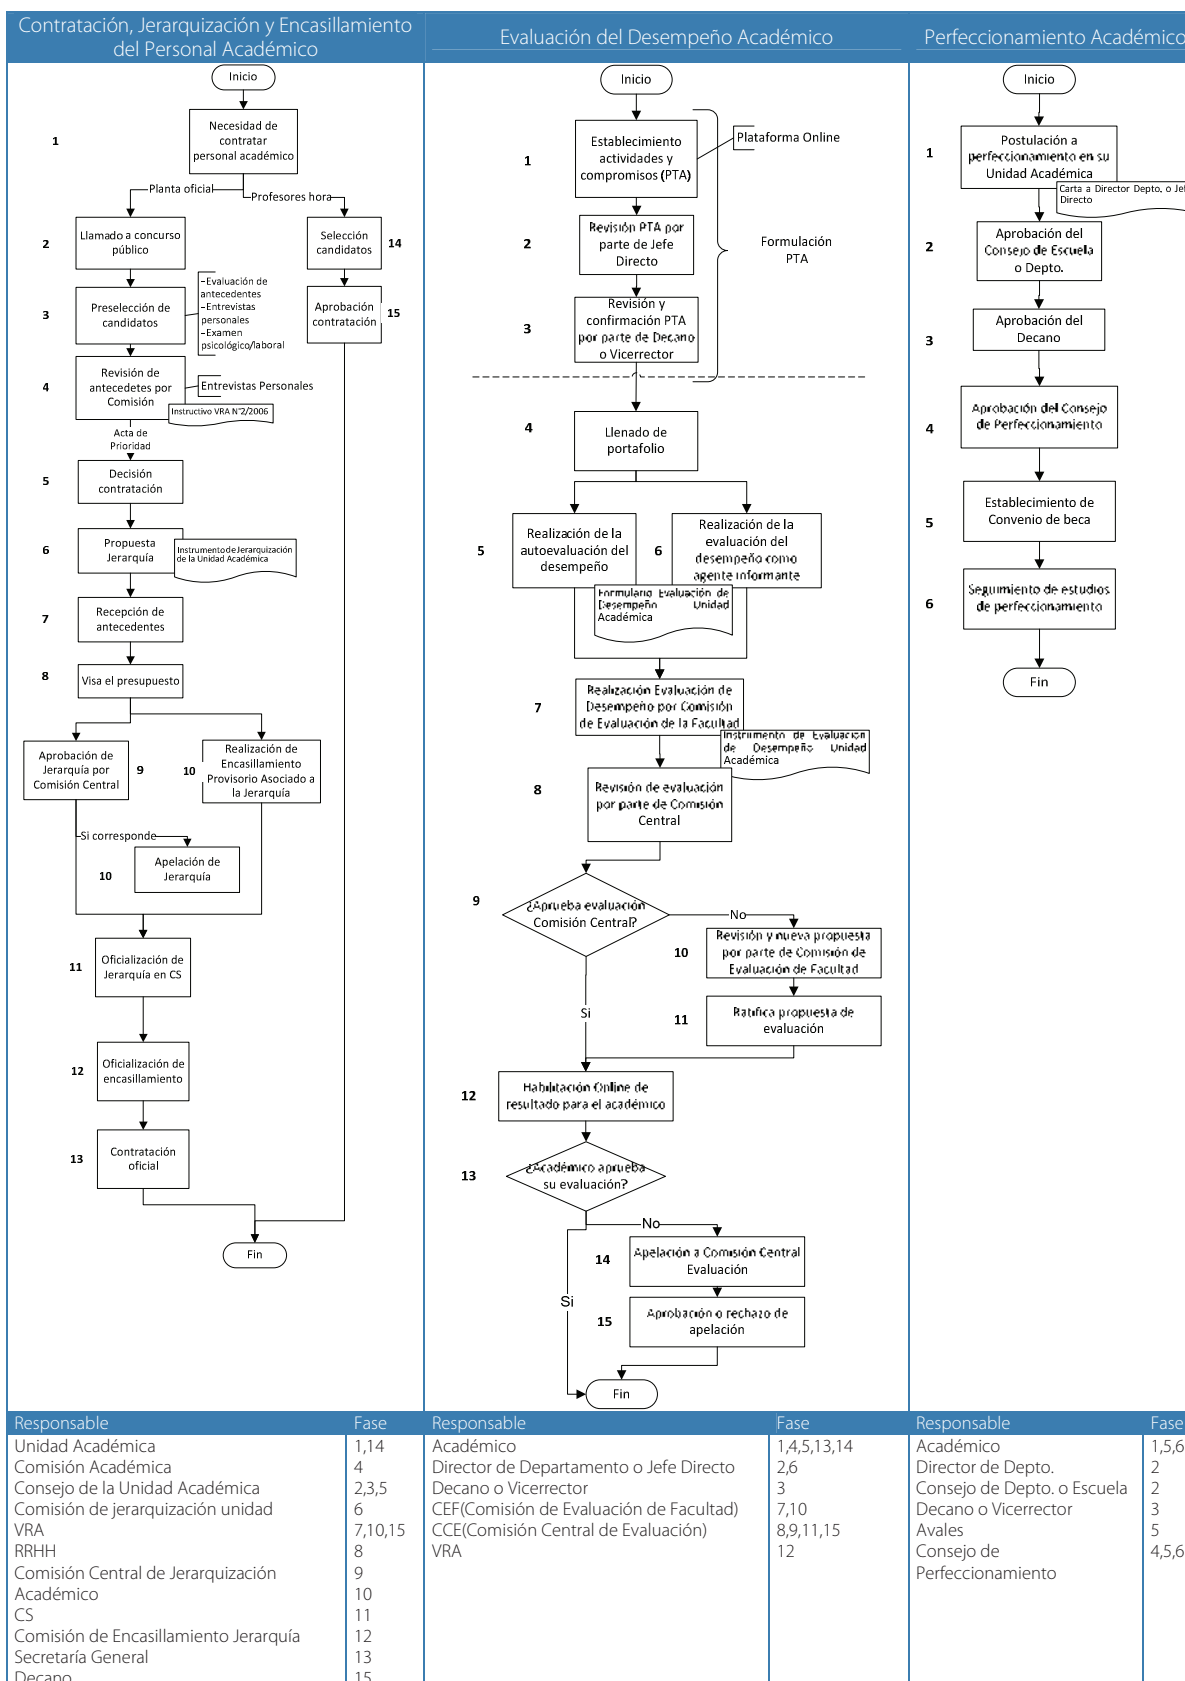 Contratación, Jerarquización y Encasillamiento
del Personal Académico
Inicio
1
Necesidad de
contratar
personal académico
Planta oficial
Profesores hora
2
Llamado a concurso
público
Selección
candidatos
14
3
Preselección de
candidatos
–Evaluación de
antecedentes
–Entrevistas
personales
–Examen
psicológico/laboral
Aprobación
contratación
15
4
Revisión de
antecedetes por
Comisión
Entrevistas Personales
Instructivo VRA N°2/2006
Acta de
Prioridad
5
Decisión
contratación
6
Propuesta
Jerarquía
Instrumento de Jerarquización
de la Unidad Académica
7
Recepción de
antecedentes
8
Visa el presupuesto
Aprobación de
Jerarquía por
Comisión Central
9
10
Realización de
Encasillamiento
Provisorio Asociado a
la Jerarquía
Si corresponde
10
Apelación de
Jerarquía
11
Oficialización de
Jerarquía en CS
12
Oficialización de
encasillamiento
13
Contratación
oficial
Fin
Evaluación del Desempeño Académico
Inicio
1
Establecimiento
actividades y
compromisos (PTA)
Plataforma Online
2
Revisión PTA por
parte de Jefe
Directo
Formulación
PTA
3
Revisión y
confirmación PTA
por parte de Decano
o Vicerrector
4
Llenado de
portafolio
5
Realización de la
autoevaluación del
desempeño
6
Realización de la
evaluación del
desempeño como
agente informante
Formulario Evaluación de
Desempeño Unidad
Académica
7
Realización Evaluación de
Desempeño por Comisión
de Evaluación de la Facultad
Instriumento de Evaluación
de Desempeño Unidad
Académica
8
Revisión de evaluación
por parte de Comisión
Central
9
¿Aprueba evaluación
Comisión Central?
No
10
Revisión y nueva propuesta
por parte de Comisión de
Evaluación de Facultad
Si
11
Ratifica propuesta de
evaluación
12
Habilitación Online de
resultado para el académico
13
¿Académico aprueba
su evaluación?
No
14
Apelación a Comisión Central
Evaluación
Si
15
Aprobación o rechazo de
apelación
Fin
Perfeccionamiento Académico
Inicio
1
Postulación a
perfeccionamiento en su
Unidad Académica
Carta a Director Depto. o Jef
Directo
2
Aprobación del
Consejo de Escuela
o Depto.
3
Aprobación del
Decano
4
Aprobación del Consejo
de Perfeccionamiento
5
Establecimiento de
Convenio de beca
6
Seguimiento de estudios
de perfeccionamiento
Fin
Responsable Fase
Unidad Académica 1,14
Comisión Académica 4
Consejo de la Unidad Académica 2,3,5
Comisión de jerarquización unidad 6
VRA 7,10,15
RRHH 8
Comisión Central de Jerarquización 9
Académico 10
CS 11
Comisión de Encasillamiento Jerarquía 12
Secretaría General 13
Decano 15
Responsable Fase
Académico 1,4,5,13,14
Director de Departamento o Jefe Directo 2,6
Decano o Vicerrector 3
CEF(Comisión de Evaluación de Facultad) 7,10
CCE(Comisión Central de Evaluación) 8,9,11,15
VRA 12
Responsable Fase
Académico 1,5,6
Director de Depto. 2
Consejo de Depto. o Escuela 2
Decano o Vicerrector 3
Avales 5
Consejo de 4,5,6
Perfeccionamiento